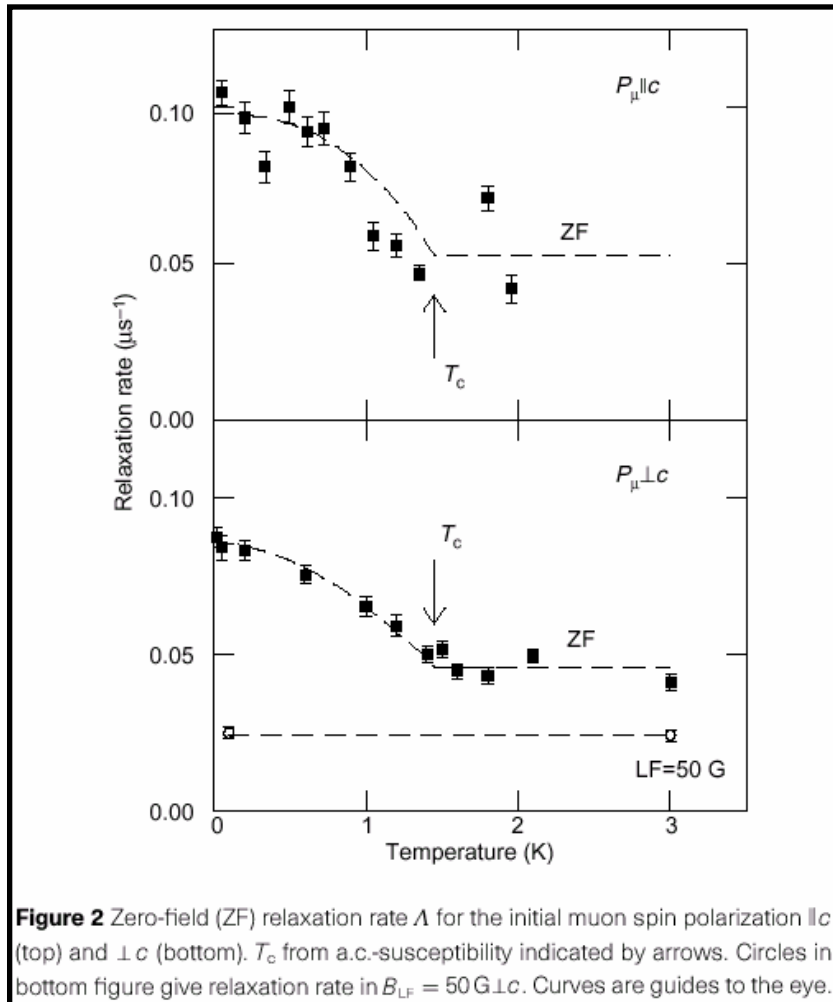 P_μ∥c
0.10
ZF
0.05
T_c
0.00
Relaxation rate (μs⁻¹)
P_μ⊥c
0.10
T_c
ZF
0.05
LF=50 G
0.00
0 1 2 3
Temperature (K)
Figure 2 Zero-field (ZF) relaxation rate Λ for the initial muon spin polarization ∥c
(top) and ⊥c (bottom). T_c from a.c.-susceptibility indicated by arrows. Circles in
bottom figure give relaxation rate in B_LF = 50 G⊥c. Curves are guides to the eye.